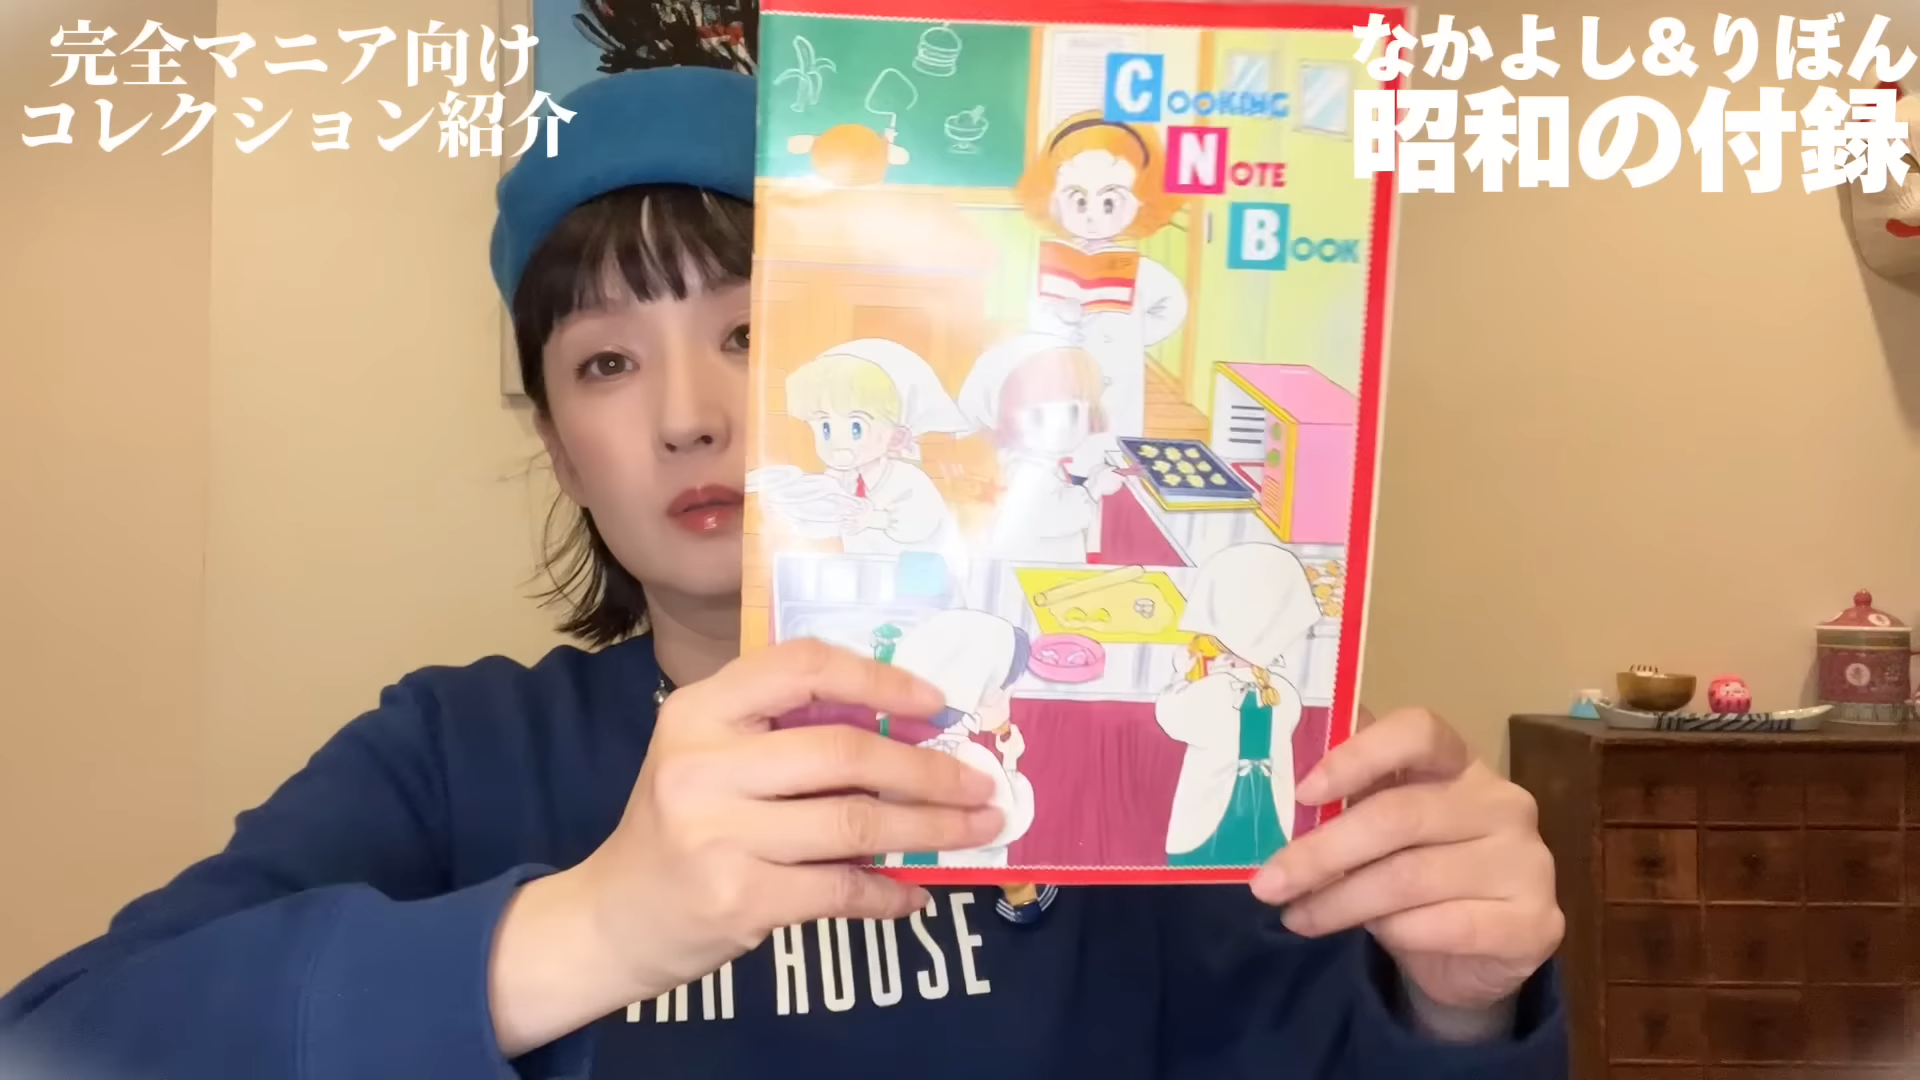 完全マニア向け
コレクション紹介
なかよし&りぼん
昭和の付録
COOKING
NOTE
BOOK
HOUSE